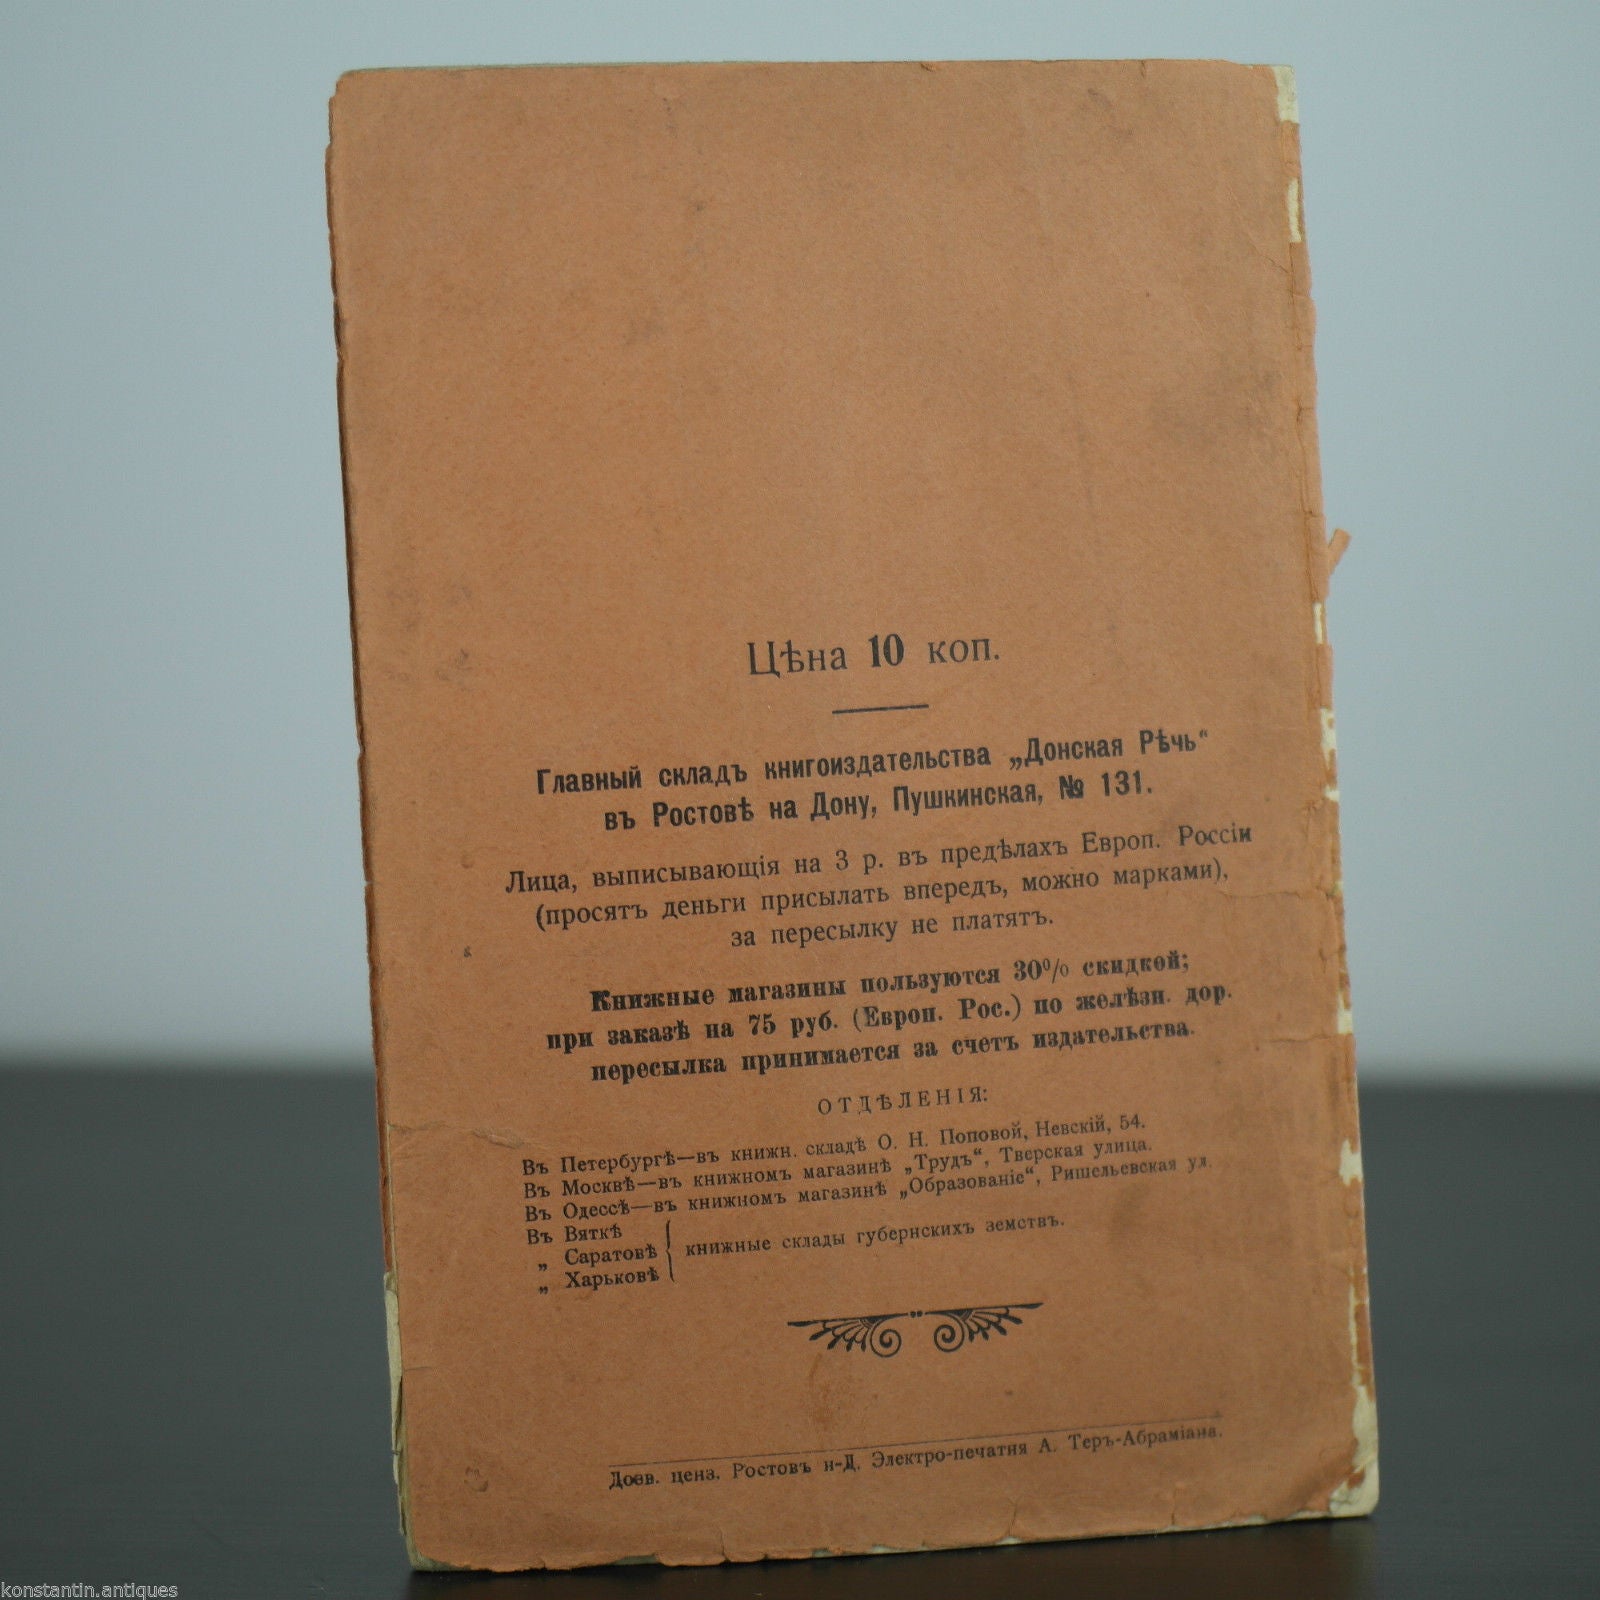 Цѣна 10 коп.
Главный складъ книгоиздательства „Донская Рѣчь“
въ Ростовѣ на Дону, Пушкинская, № 131.
Лица, выписывающія на 3 р. въ предѣлахъ Европ. Россіи
(просятъ деньги присылать впередъ, можно марками),
за пересылку не платятъ.
Книжные магазины пользуются 30% скидкой;
при заказѣ на 75 руб. (Европ. Рос.) по желѣзн. дор.
пересылка принимается за счетъ издательства.
ОТДѢЛЕНІЯ:
Въ Петербургѣ—въ книжн. складѣ О. Н. Поповой, Невскій, 54.
Въ Москвѣ—въ книжномъ магазинѣ „Трудъ“, Тверская улица.
Въ Одессѣ—въ книжномъ магазинѣ „Образованіе“, Ришельевская ул.
Въ Вяткѣ
„ Саратовѣ
„ Харьковѣ
книжные склады губернскихъ земствъ.
Дозв. ценз. Ростовъ н-Д. Электро-печатня А. Теръ-Абраміана.
konstantin.antiques